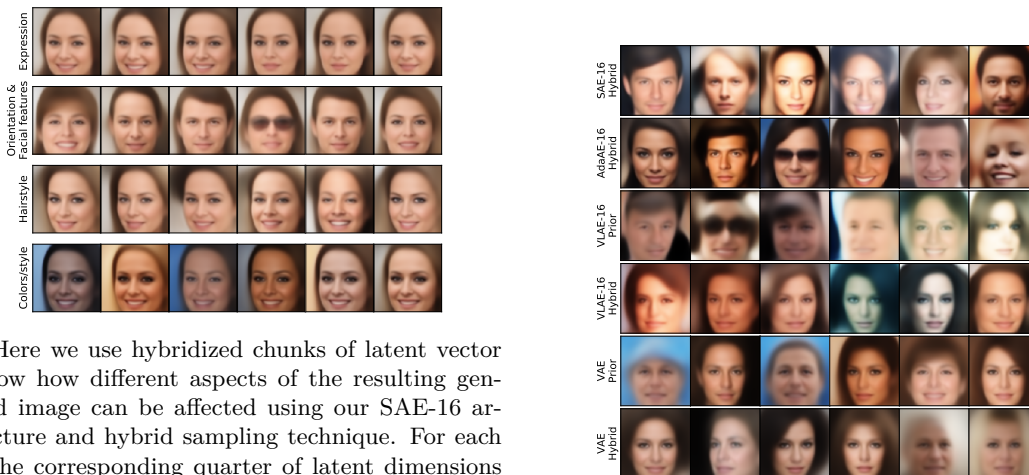 Expression
Orientation &
Facial features
Hairstyle
Colors/style
Here we use hybridized chunks of latent vector
how different aspects of the resulting gen-
image can be affected using our SAE-16 ar-
and hybrid sampling technique. For each
the corresponding quarter of latent dimensions
SAE-16
Hybrid
AdaAE-16
Hybrid
VLAE-16
Prior
VLAE-16
Hybrid
VAE
Prior
VAE
Hybrid